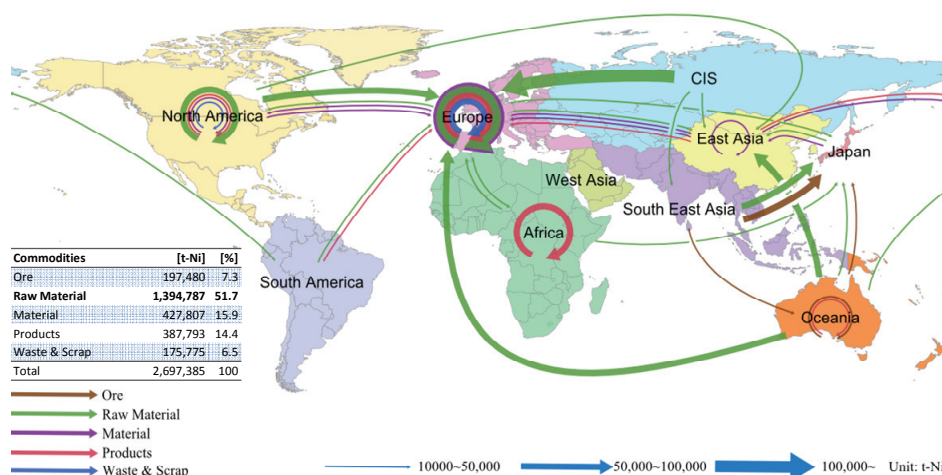 CIS
North America
Europe
East Asia
Japan
West Asia
South East Asia
Africa
South America
Oceania
Commodities [t-Ni] [%]
Ore 197,480 7.3
Raw Material 1,394,787 51.7
Material 427,807 15.9
Products 387,793 14.4
Waste & Scrap 175,775 6.5
Total 2,697,385 100
Ore
Raw Material
Material
Products
Waste & Scrap
10000~50,000 50,000~100,000 100,000~ Unit: t-Ni